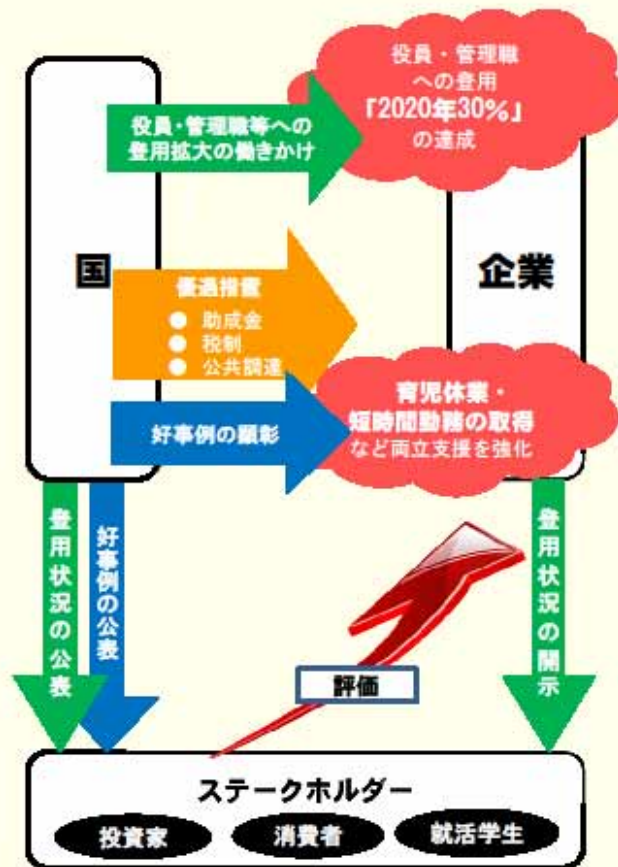 役員・管理職
への登用
「2020年30%」
の達成
役員・管理職等への
登用拡大の働きかけ
国
企業
優遇措置
● 助成金
● 税制
● 公共調達
好事例の顕彰
育児休業・
短時間勤務の取得
など両立支援を強化
登用状況の公表
好事例の公表
登用状況の開示
評価
ステークホルダー
投資家
消費者
就活学生